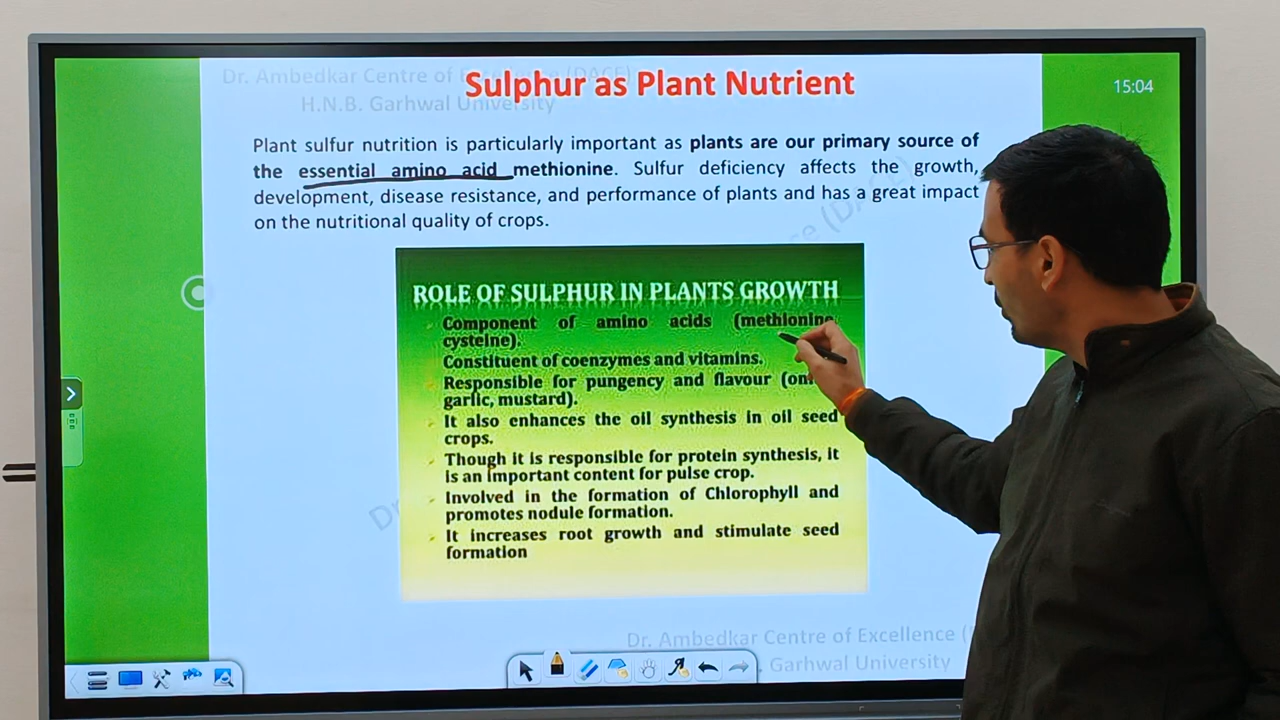 Dr. Ambedkar Centre of Excellence (DACE)
H.N.B. Garhwal University
Sulphur as Plant Nutrient
15:04
Plant sulfur nutrition is particularly important as plants are our primary source of
the essential amino acid methionine. Sulfur deficiency affects the growth,
development, disease resistance, and performance of plants and has a great impact
on the nutritional quality of crops.
ROLE OF SULPHUR IN PLANTS GROWTH
Component of amino acids (methionine
cysteine).
Constituent of coenzymes and vitamins.
Responsible for pungency and flavour
garlic, mustard).
It also enhances the oil synthesis in oil seed
crops.
Though it is responsible for protein synthesis, it
is an important content for pulse crop.
Involved in the formation of Chlorophyll and
promotes nodule formation.
It increases root growth and stimulate seed
formation
Dr. Ambedkar Centre of Excellence (
Garhwal University